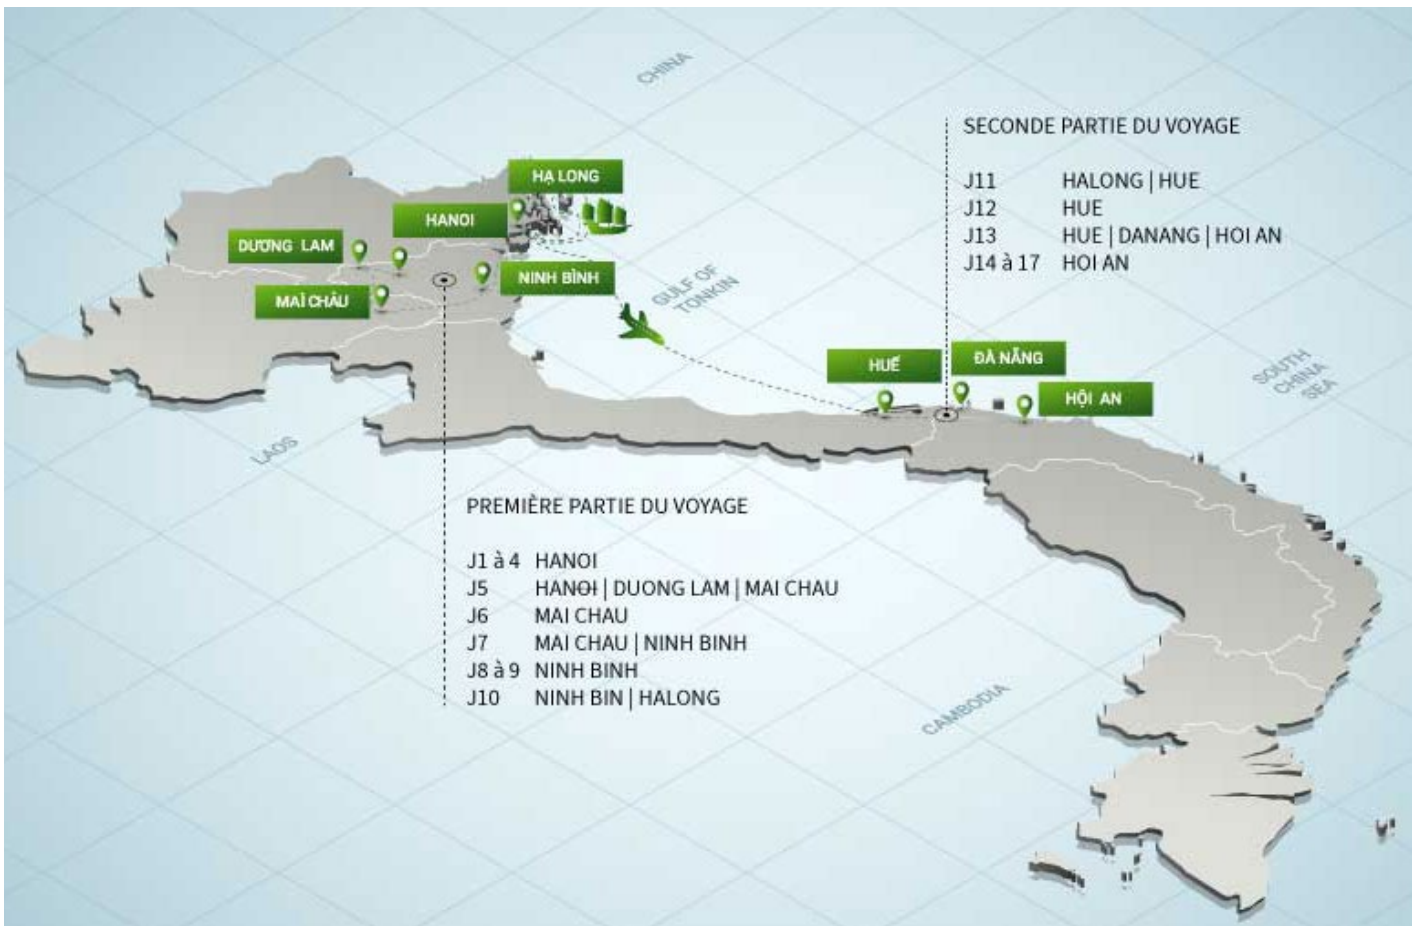 CHINA
SECONDE PARTIE DU VOYAGE
J11 HALONG | HUE
J12 HUE
J13 HUE | DANANG | HOI AN
J14 à 17 HOI AN
HẠ LONG
HANOI
DƯƠNG LAM
NINH BÌNH
MAI CHÂU
GULF OF
TONKIN
HUẾ
ĐÀ NẴNG
HỘI AN
SOUTH
CHINA
SEA
LAOS
PREMIÈRE PARTIE DU VOYAGE
J1 à 4 HANOI
J5 HANOI | DUONG LAM | MAI CHAU
J6 MAI CHAU
J7 MAI CHAU | NINH BINH
J8 à 9 NINH BINH
J10 NINH BIN | HALONG
CAMBODIA